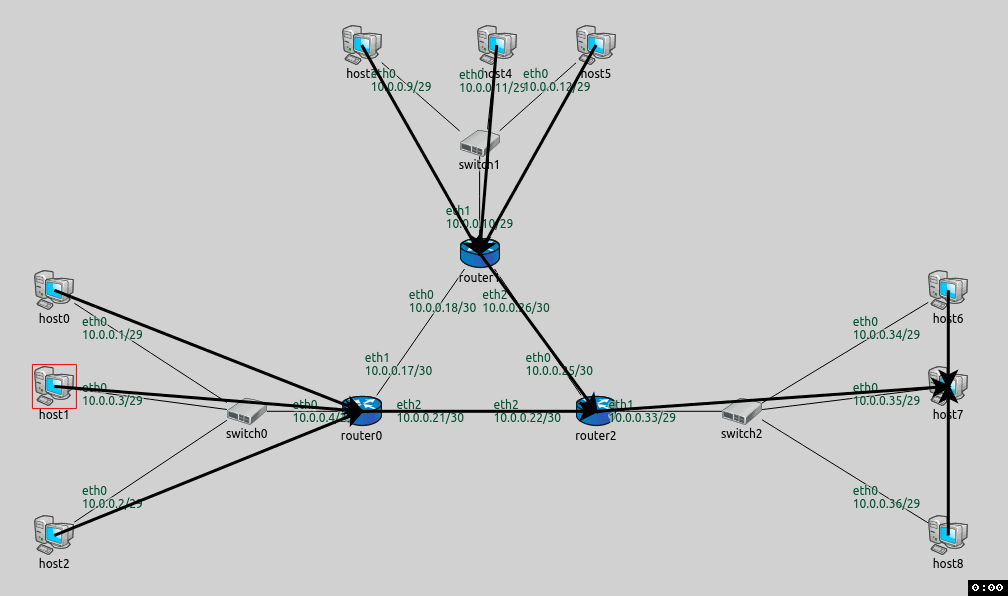 host4
host5
eth0
eth0
eth0
10.0.0.9/29
10.0.0.11/29
10.0.0.12/29
switch1
eth1
10.0.0.10/29
router1
eth0
eth2
10.0.0.18/30
10.0.0.26/30
host0
host6
eth0
10.0.0.1/29
eth0
10.0.0.34/29
eth1
10.0.0.17/30
eth0
10.0.0.25/30
host1
eth0
10.0.0.3/29
eth0
eth2
10.0.0.21/30
eth2
10.0.0.22/30
eth1
10.0.0.33/29
eth0
10.0.0.35/29
host7
switch0
router0
router2
switch2
eth0
10.0.0.2/29
eth0
10.0.0.36/29
host2
host8
0:00